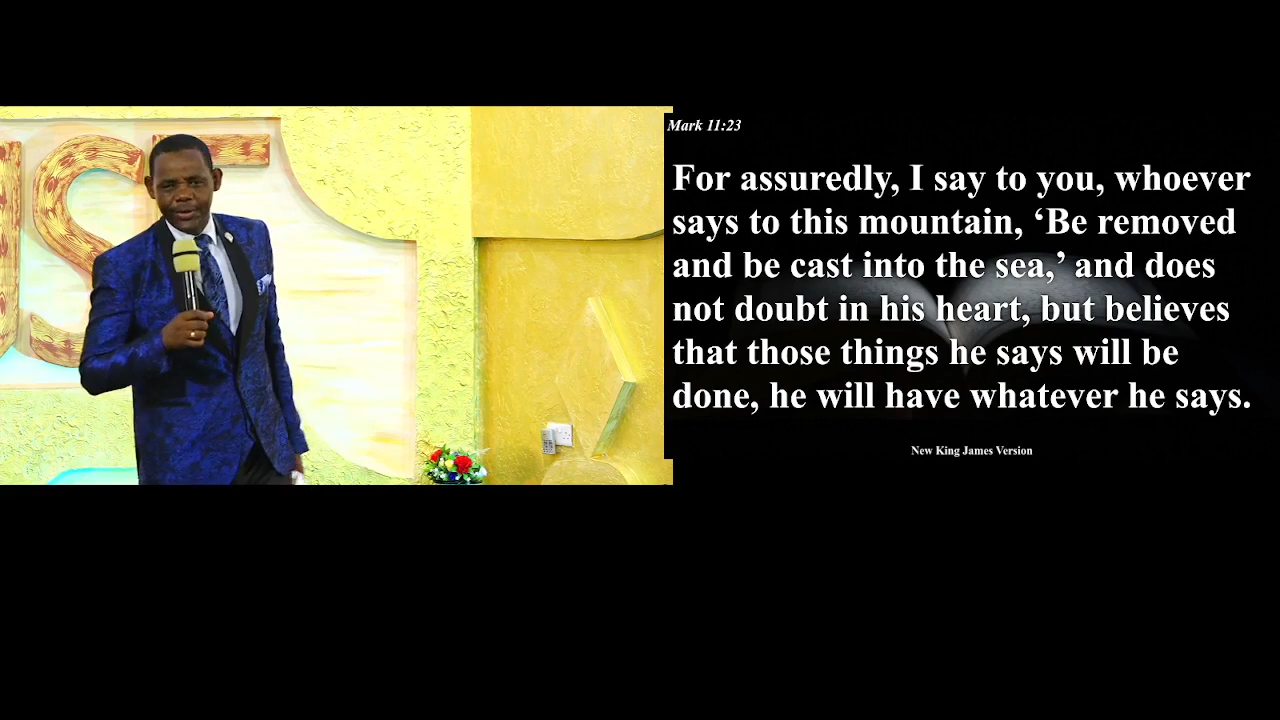 UST
Mark 11:23
For assuredly, I say to you, whoever
says to this mountain, ‘Be removed
and be cast into the sea,’ and does
not doubt in his heart, but believes
that those things he says will be
done, he will have whatever he says.
New King James Version